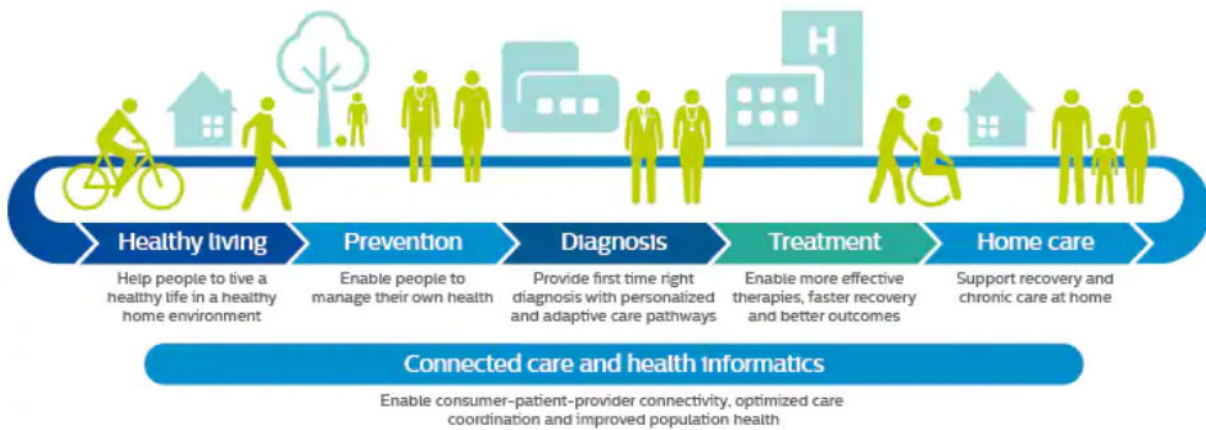 H
Healthy living
Help people to live a
healthy life in a healthy
home environment
Prevention
Enable people to
manage their own health
Diagnosis
Provide first time right
diagnosis with personalized
and adaptive care pathways
Treatment
Enable more effective
therapies, faster recovery
and better outcomes
Home care
Support recovery and
chronic care at home
Connected care and health informatics
Enable consumer-patient-provider connectivity, optimized care
coordination and improved population health